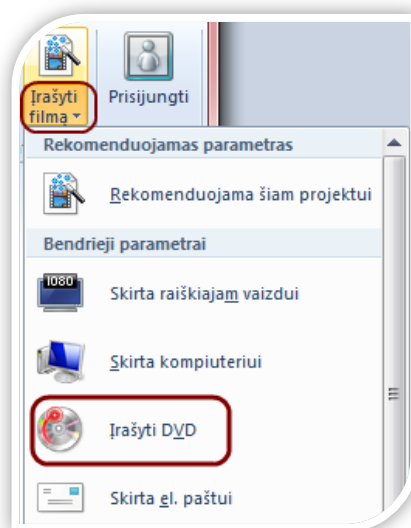 Įrašyti
filmą
Prisijungti
Rekomenduojamas parametras
Rekomenduojama šiam projektui
Bendrieji parametrai
1080
Skirta raiškiajam vaizdui
Skirta kompiuteriui
Įrašyti DVD
Skirta el. paštui